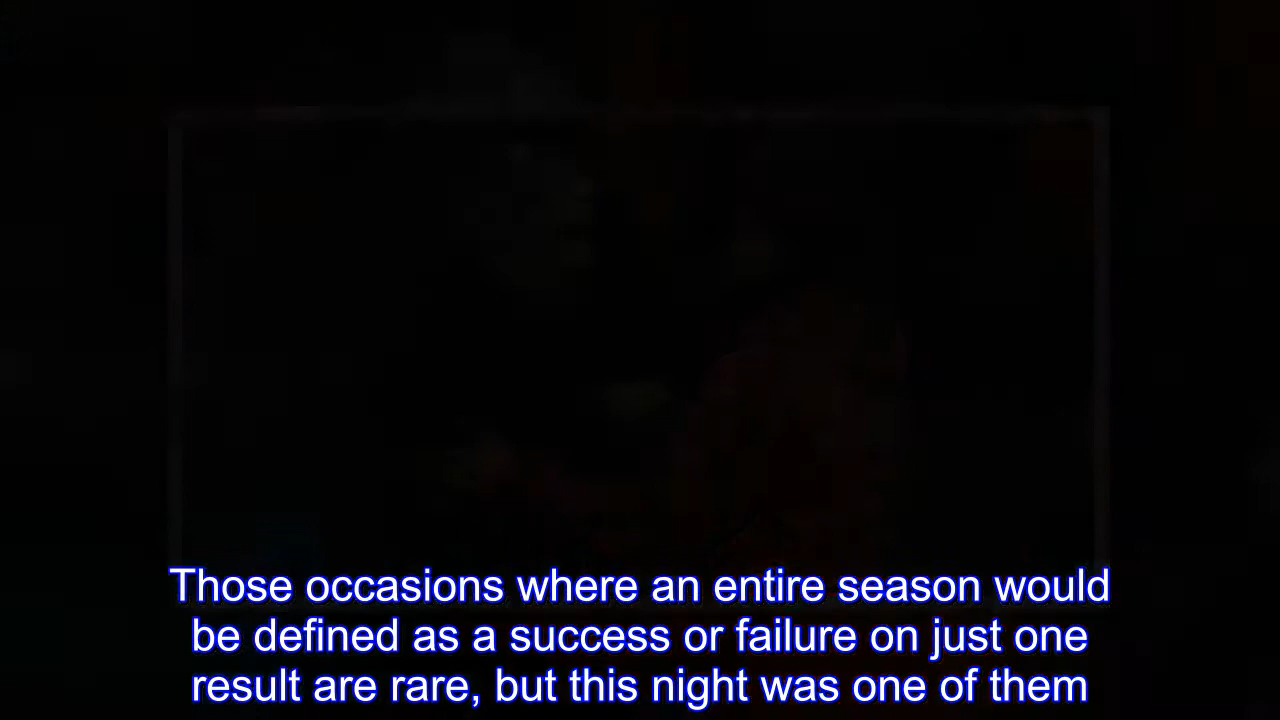 Those occasions where an entire season would
be defined as a success or failure on just one
result are rare, but this night was one of them